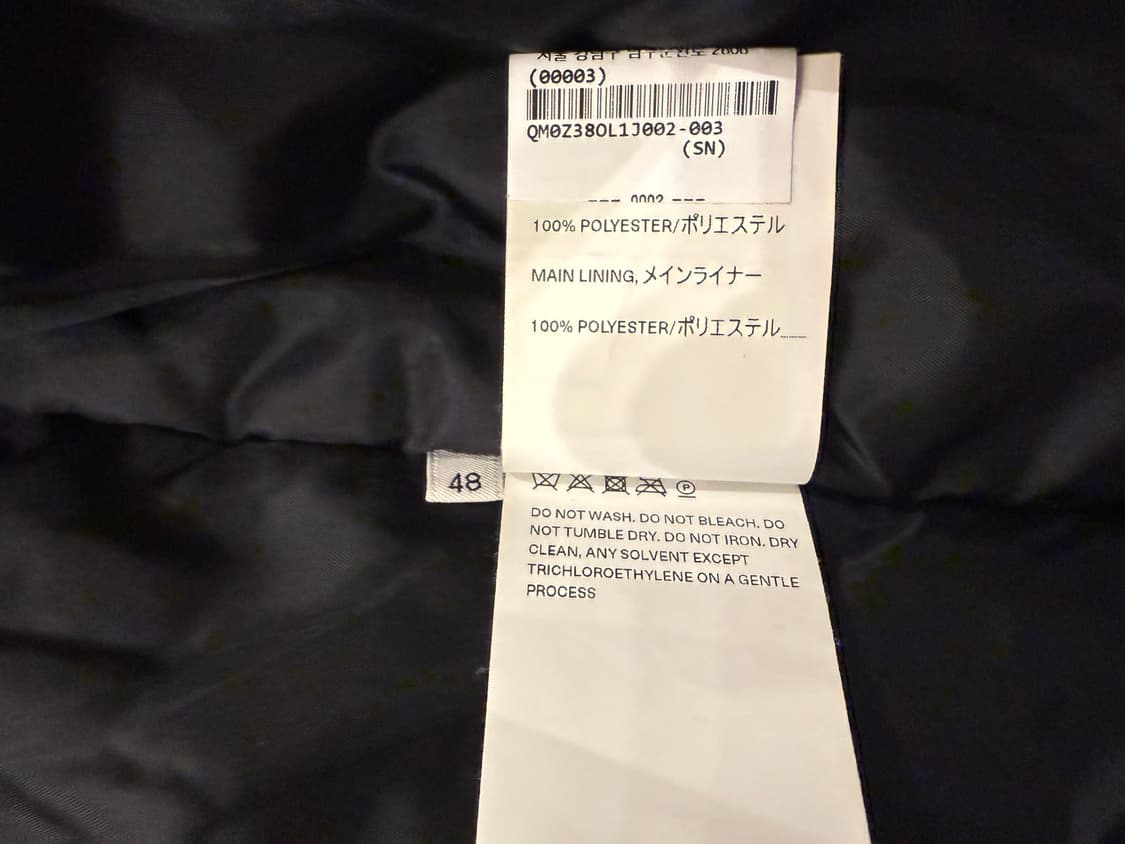 (00003)
QM0Z38OL1J002-003
(SN)
--- 0002 ---
100% POLYESTER/ポリエステル
MAIN LINING, メインライナー
100% POLYESTER/ポリエステル
48
DO NOT WASH. DO NOT BLEACH. DO
NOT TUMBLE DRY. DO NOT IRON. DRY
CLEAN, ANY SOLVENT EXCEPT
TRICHLOROETHYLENE ON A GENTLE
PROCESS